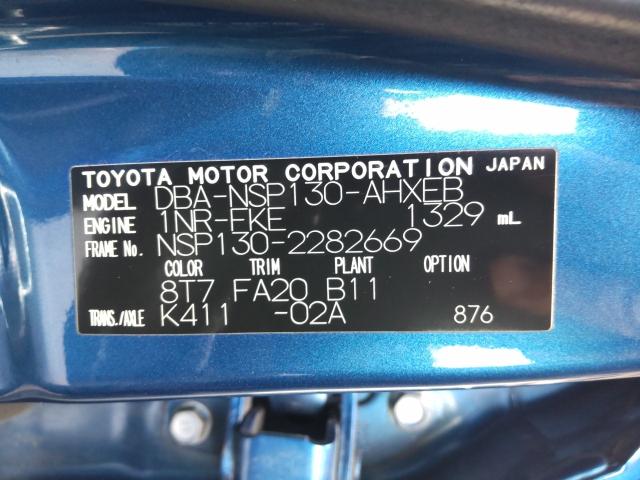 TOYOTA MOTOR CORPORATION JAPAN
MODEL DBA-NSP130-AHXEB
ENGINE 1NR-FKE 1329 mL
FRAME No. NSP130-2282669
COLOR TRIM PLANT OPTION
8T7 FA20 B11
TRANS./AXLE K411 -02A 876